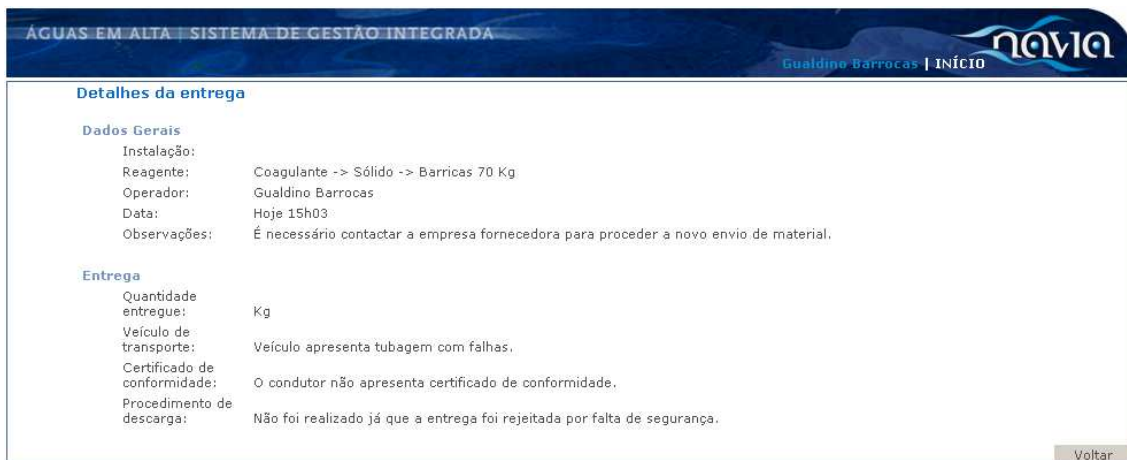 ÁGUAS EM ALTA | SISTEMA DE GESTÃO INTEGRADA
navia
Gualdino Barrocas | INÍCIO
Detalhes da entrega
Dados Gerais
Instalação:
Reagente: Coagulante -> Sólido -> Barricas 70 Kg
Operador: Gualdino Barrocas
Data: Hoje 15h03
Observações: É necessário contactar a empresa fornecedora para proceder a novo envio de material.
Entrega
Quantidade
entregue: Kg
Veículo de
transporte: Veículo apresenta tubagem com falhas.
Certificado de
conformidade: O condutor não apresenta certificado de conformidade.
Procedimento de
descarga: Não foi realizado já que a entrega foi rejeitada por falta de segurança.
Voltar